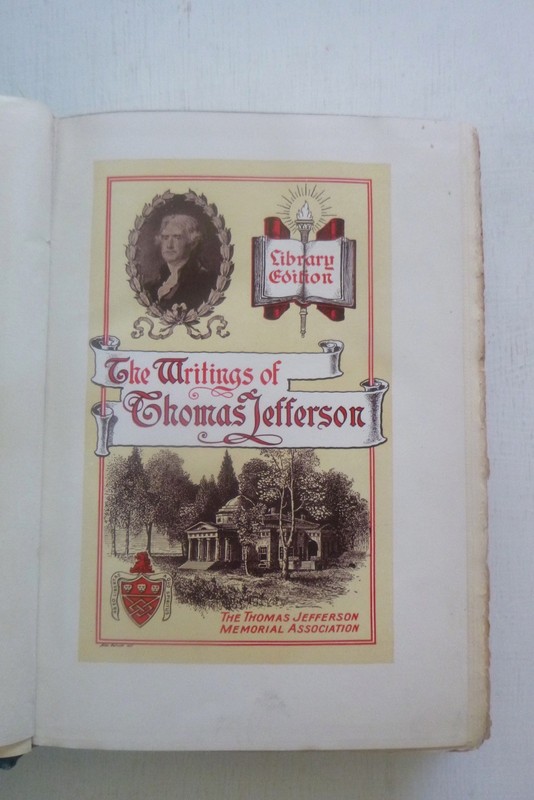 Library
Edition
The Writings of
Thomas Jefferson
THE THOMAS JEFFERSON
MEMORIAL ASSOCIATION